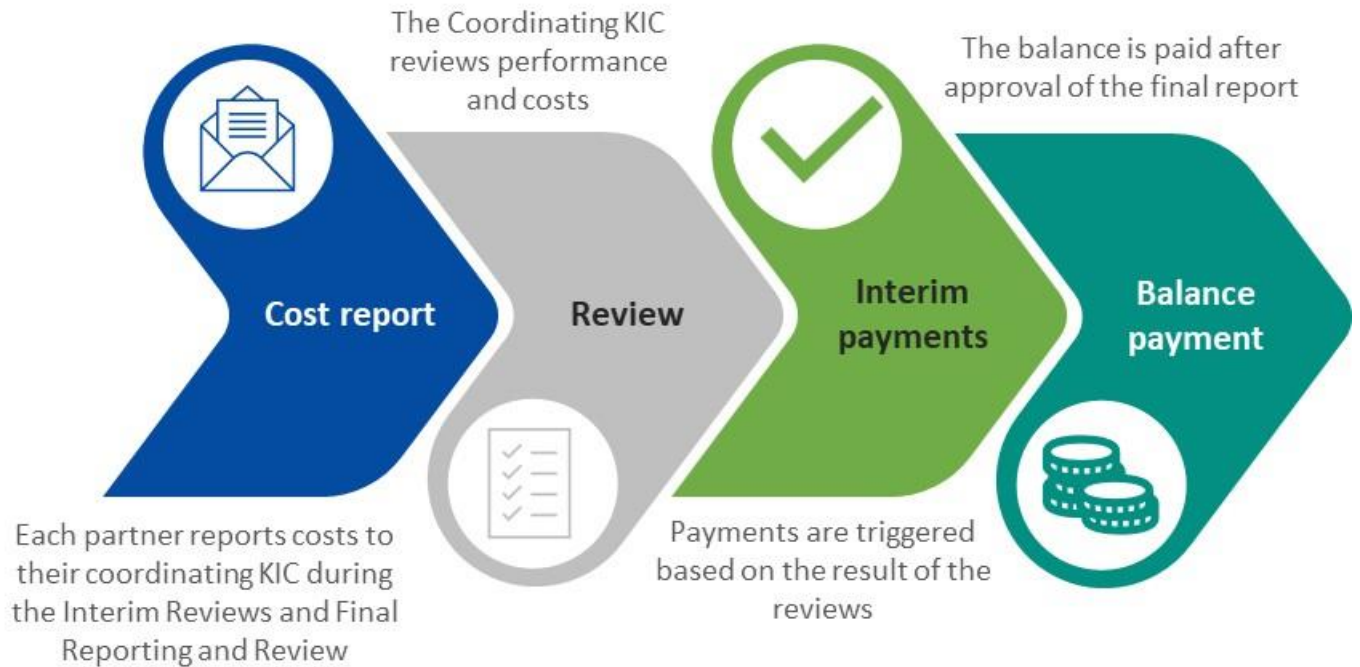 Cost report
Each partner reports costs to
their coordinating KIC during
the Interim Reviews and Final
Reporting and Review
The Coordinating KIC
reviews performance
and costs
Review
Interim
payments
Payments are triggered
based on the result of the
reviews
The balance is paid after
approval of the final report
Balance
payment